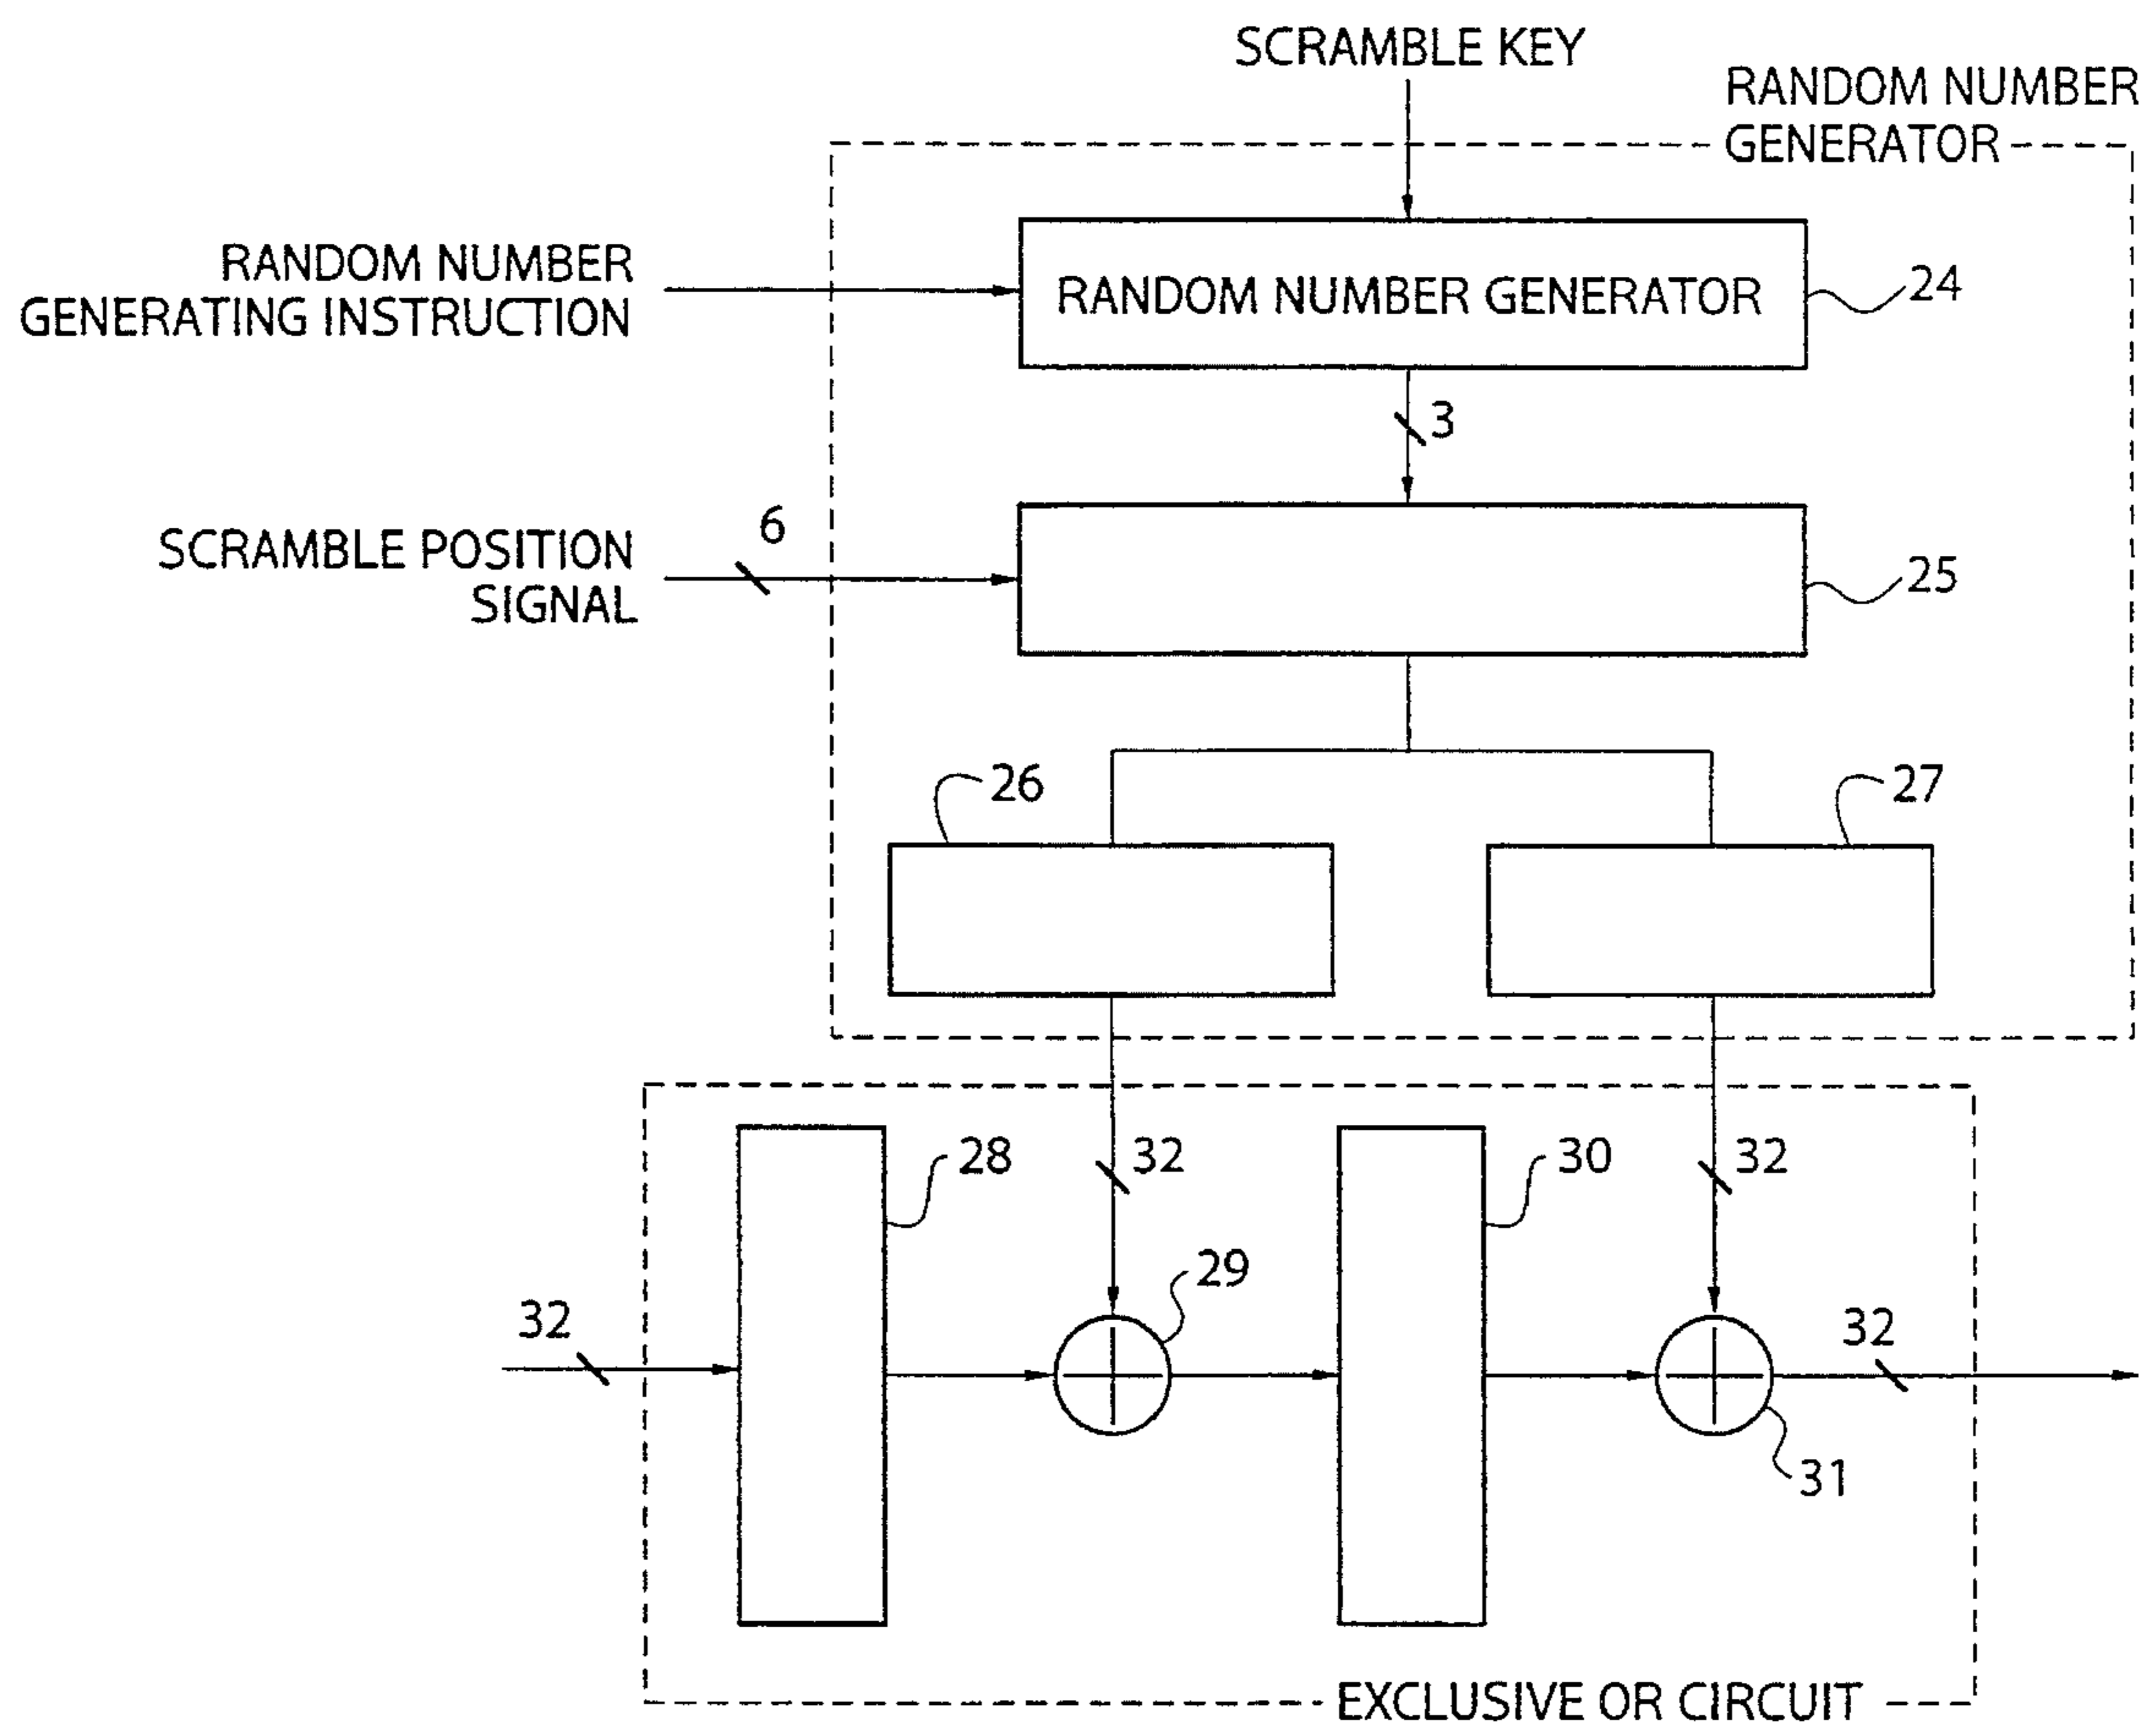 SCRAMBLE KEY
RANDOM NUMBER
GENERATOR
RANDOM NUMBER
GENERATING INSTRUCTION
RANDOM NUMBER GENERATOR
24
3
6
SCRAMBLE POSITION
SIGNAL
25
26
27
28
32
30
32
29
32
32
31
EXCLUSIVE OR CIRCUIT